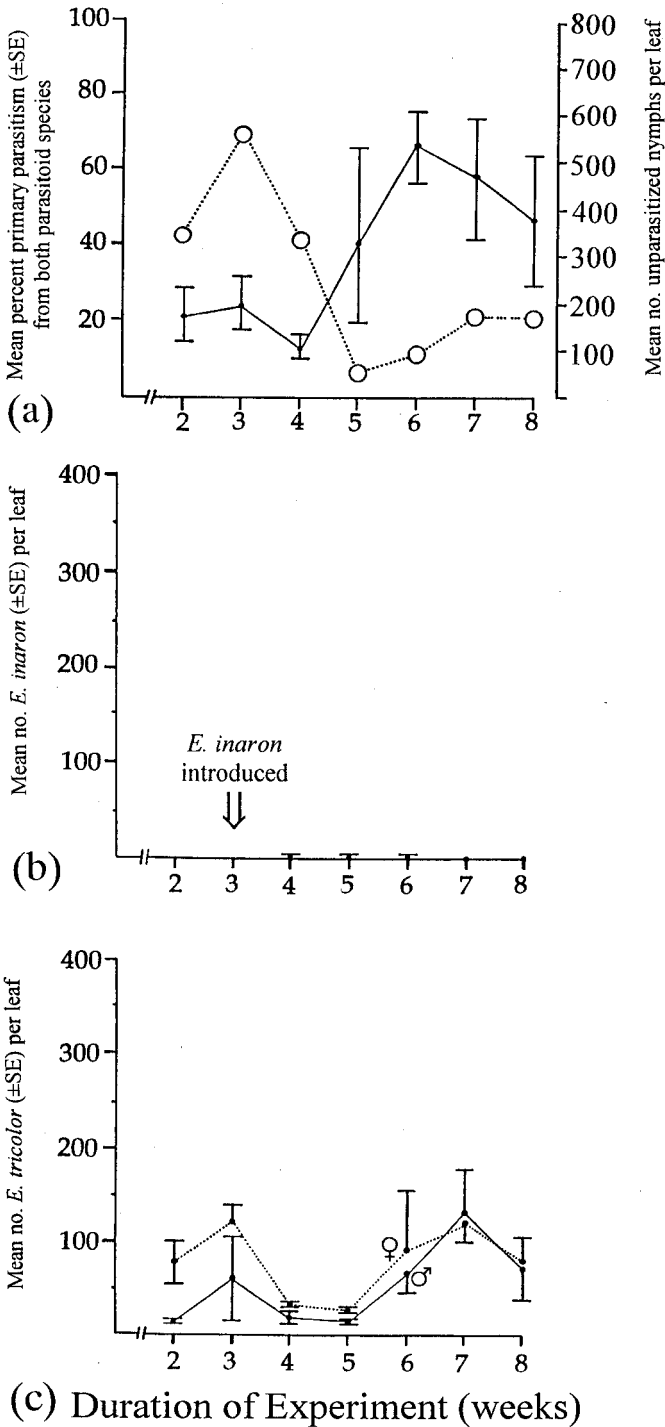 100
80
60
40
20
Mean percent primary parasitism (±SE)
from both parasitoid species
800
700
600
500
400
300
200
100
Mean no. unparasitized nymphs per leaf
2 3 4 5 6 7 8
(a)
400
300
200
100
Mean no. E. inaron (±SE) per leaf
E. inaron
introduced
2 3 4 5 6 7 8
(b)
400
300
200
100
Mean no. E. tricolor (±SE) per leaf
♀
♂
2 3 4 5 6 7 8
(c) Duration of Experiment (weeks)